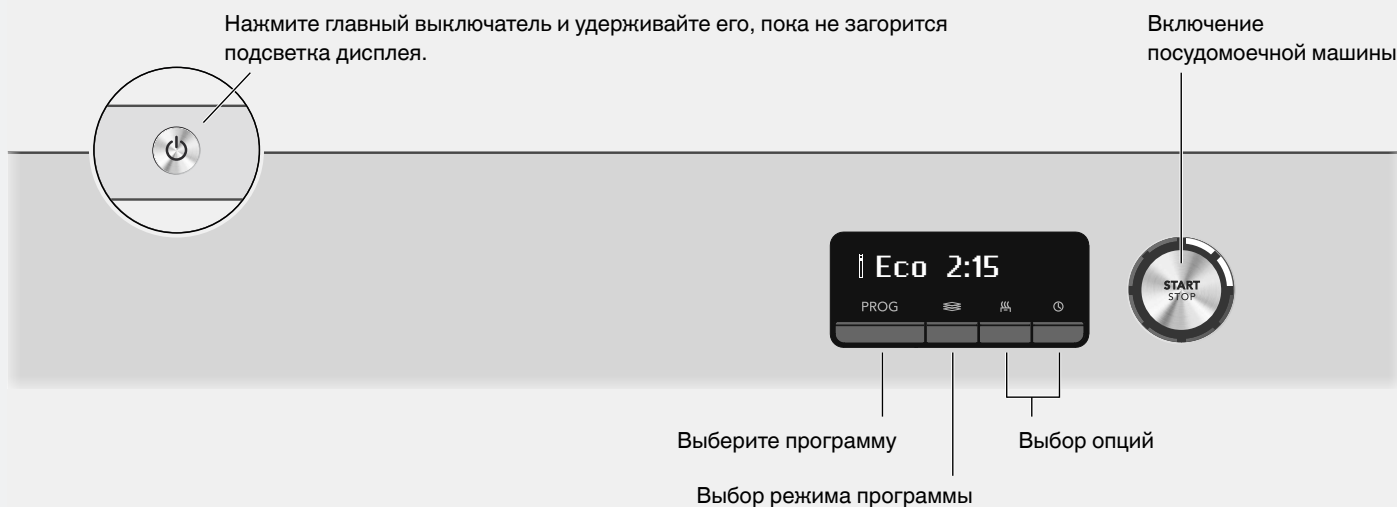 Нажмите главный выключатель и удерживайте его, пока не загорится
подсветка дисплея.
Включение
посудомоечной машины
Eco 2:15
PROG
START
STOP
Выберите программу
Выбор опций
Выбор режима программы